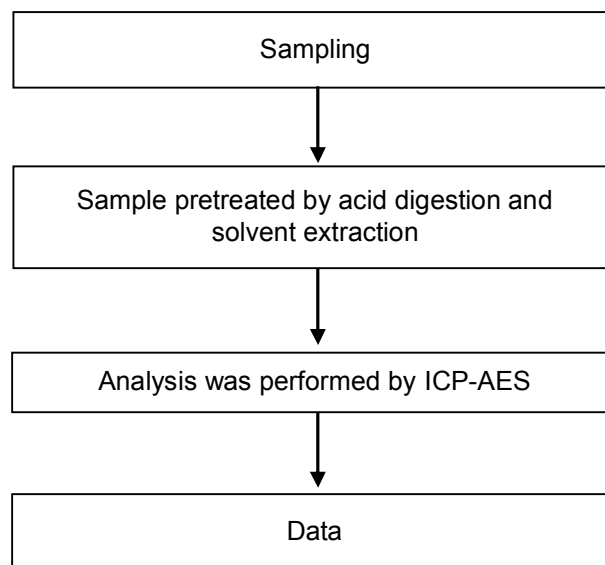 Sampling
Sample pretreated by acid digestion and
solvent extraction
Analysis was performed by ICP-AES
Data